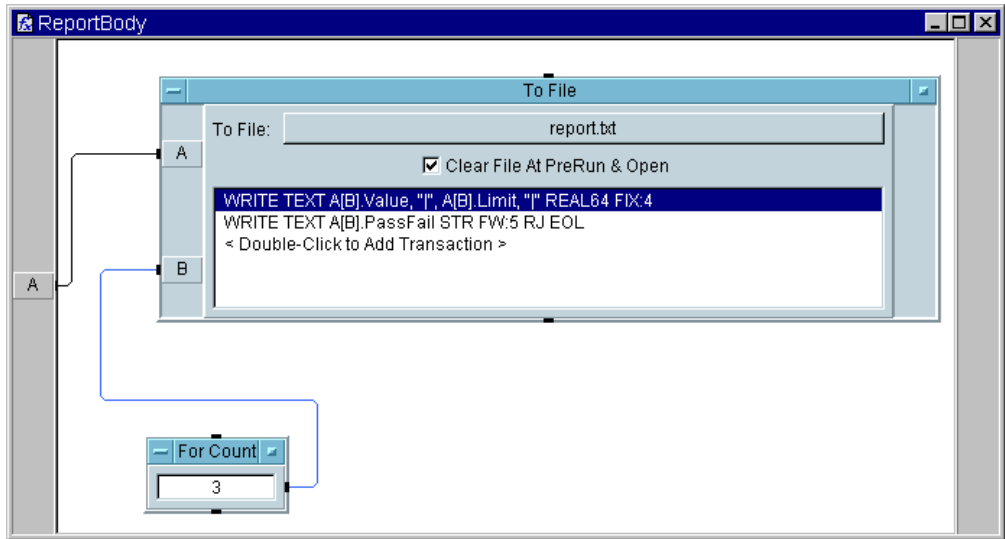 ReportBody
To File
To File: report.txt
A
Clear File At PreRun & Open
WRITE TEXT A[B].Value, "|", A[B].Limit, "|" REAL64 FIX:4
WRITE TEXT A[B].PassFail STR FW:5 RJ EOL
< Double-Click to Add Transaction >
B
A
For Count
3